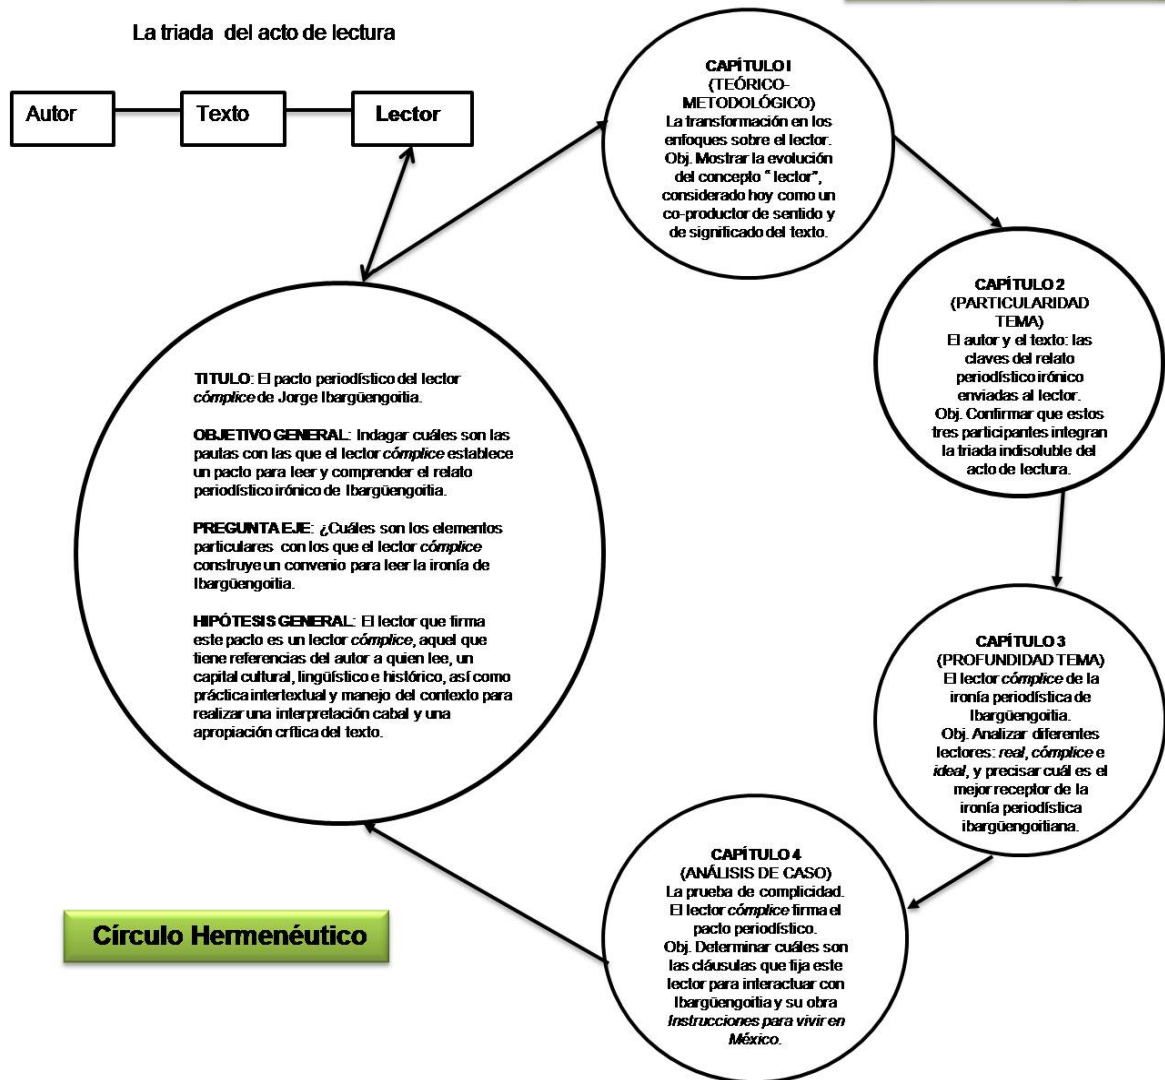 La triada del acto de lectura
Autor
Texto
Lector
CAPÍTULO I
(TEÓRICO-
METODOLÓGICO)
La transformación en los
enfoques sobre el lector.
Obj. Mostrar la evolución
del concepto “ lector”,
considerado hoy como un
co-productor de sentido y
de significado del texto.
CAPÍTULO 2
(PARTICULARIDAD
TEMA)
El autor y el texto: las
claves del relato
periodístico irónico
enviadas al lector.
Obj. Confirmar que estos
tres participantes integran
la triada indisoluble del
acto de lectura.
CAPÍTULO 3
(PROFUNDIDAD TEMA)
El lector cómplice de la
ironía periodística de
Ibargüengoitia.
Obj. Analizar diferentes
lectores: real, cómplice e
ideal, y precisar cuál es el
mejor receptor de la
ironía periodística
ibargüengoitiana.
CAPÍTULO 4
(ANÁLISIS DE CASO)
La prueba de complicidad.
El lector cómplice firma el
pacto periodístico.
Obj. Determinar cuáles son
las cláusulas que fija este
lector para interactuar con
Ibargüengoitia y su obra
Instrucciones para vivir en
México.
TITULO: El pacto periodístico del lector
cómplice de Jorge Ibargüengoitia.
OBJETIVO GENERAL: Indagar cuáles son las
pautas con las que el lector cómplice establece
un pacto para leer y comprender el relato
periodístico irónico de Ibargüengoitia.
PREGUNTA EJE: ¿Cuáles son los elementos
particulares con los que el lector cómplice
construye un convenio para leer la ironía de
Ibargüengoitia.
HIPÓTESIS GENERAL: El lector que firma
este pacto es un lector cómplice, aquel que
tiene referencias del autor a quien lee, un
capital cultural, lingüístico e histórico, así como
práctica intertextual y manejo del contexto para
realizar una interpretación cabal y una
apropiación crítica del texto.
Círculo Hermenéutico